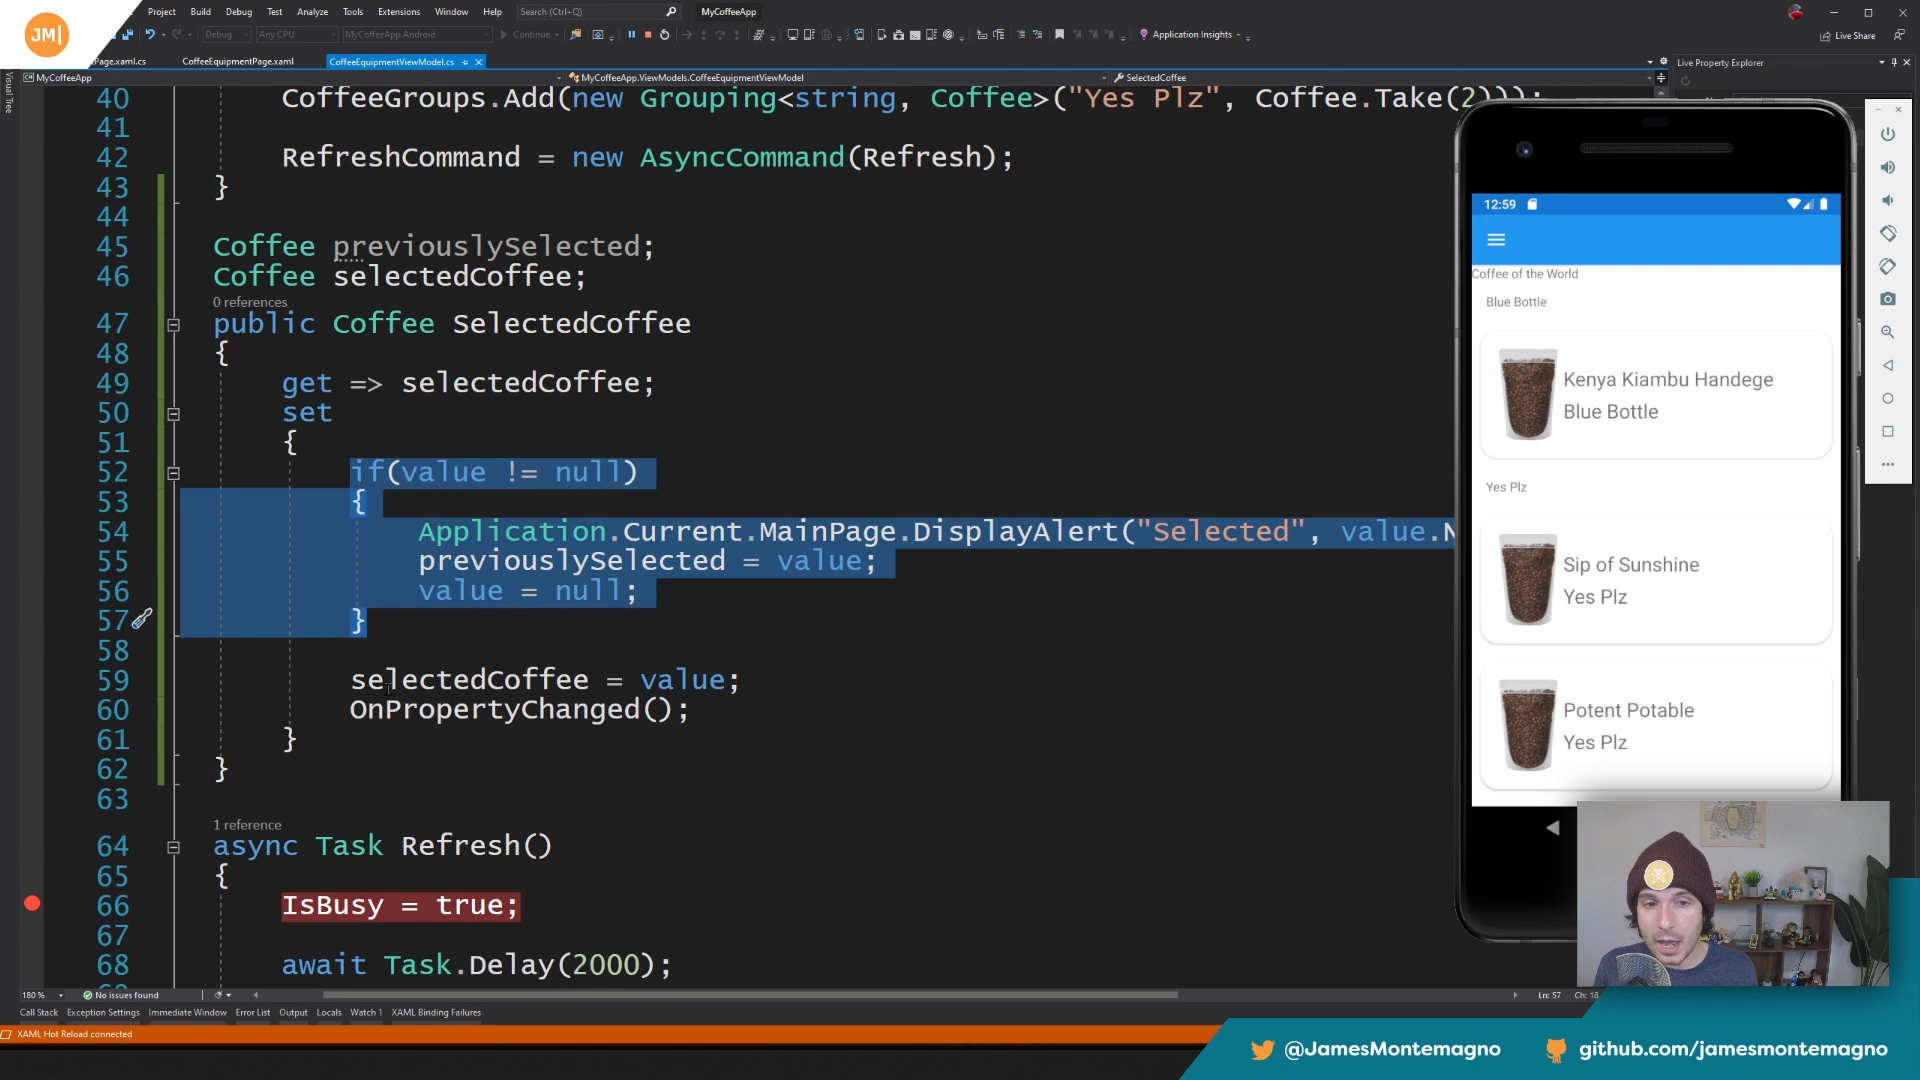 JM|
Project Build Debug Test Analyze Tools Extensions Window Help Search (Ctrl+Q) MyCoffeeApp
Debug Any CPU MyCoffeeApp.Android Continue Application Insights Live Share
Page.xaml.cs CoffeeEquipmentPage.xaml CoffeeEquipmentViewModel.cs Live Property Explorer
MyCoffeeApp MyCoffeeApp.ViewModels.CoffeeEquipmentViewModel SelectedCoffee
Visual Tree
40 CoffeeGroups.Add(new Grouping<string, Coffee>("Yes Plz", Coffee.Take(2)));
41
42 RefreshCommand = new AsyncCommand(Refresh);
43 }
44
45 Coffee previouslySelected;
46 Coffee selectedCoffee;
0 references
47 public Coffee SelectedCoffee
48 {
49 get => selectedCoffee;
50 set
51 {
52 if(value != null)
53 {
54 Application.Current.MainPage.DisplayAlert("Selected", value.N
55 previouslySelected = value;
56 value = null;
57 }
58
59 selectedCoffee = value;
60 OnPropertyChanged();
61 }
62 }
63
1 reference
64 async Task Refresh()
65 {
66 IsBusy = true;
67
68 await Task.Delay(2000);
12:59
Coffee of the World
Blue Bottle
Kenya Kiambu Handege
Blue Bottle
Yes Plz
Sip of Sunshine
Yes Plz
Potent Potable
Yes Plz
180 % No issues found Ln: 57 Ch: 18
Call Stack Exception Settings Immediate Window Error List Output Locals Watch 1 XAML Binding Failures
XAML Hot Reload connected
@JamesMontemagno github.com/jamesmontemagno